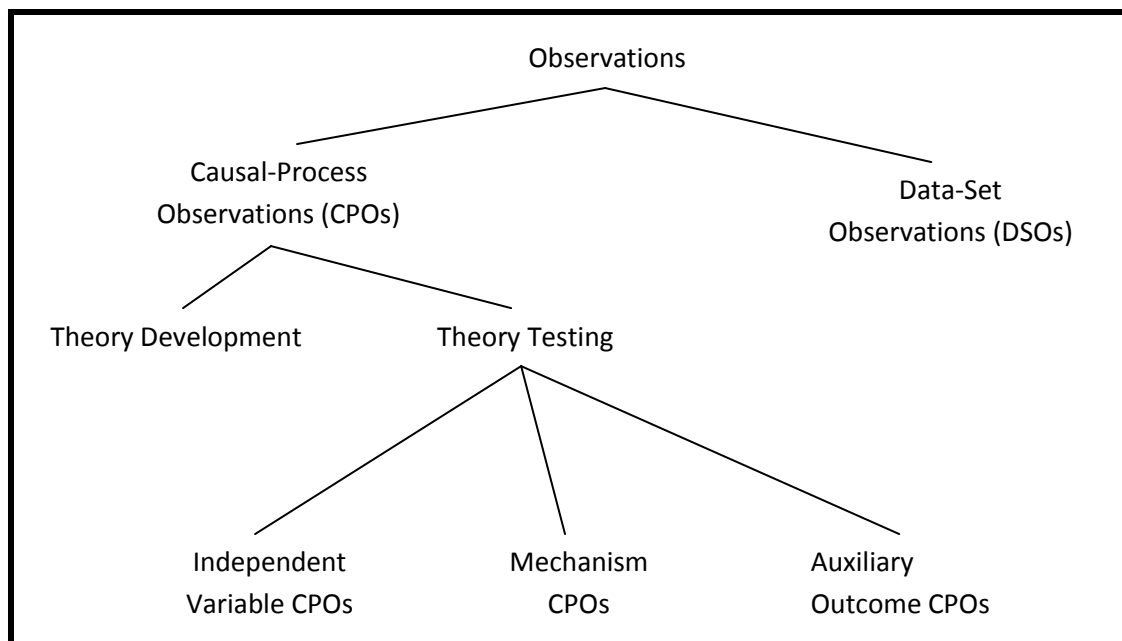 Observations
Causal-Process
Observations (CPOs)
Data-Set
Observations (DSOs)
Theory Development
Theory Testing
Independent
Variable CPOs
Mechanism
CPOs
Auxiliary
Outcome CPOs